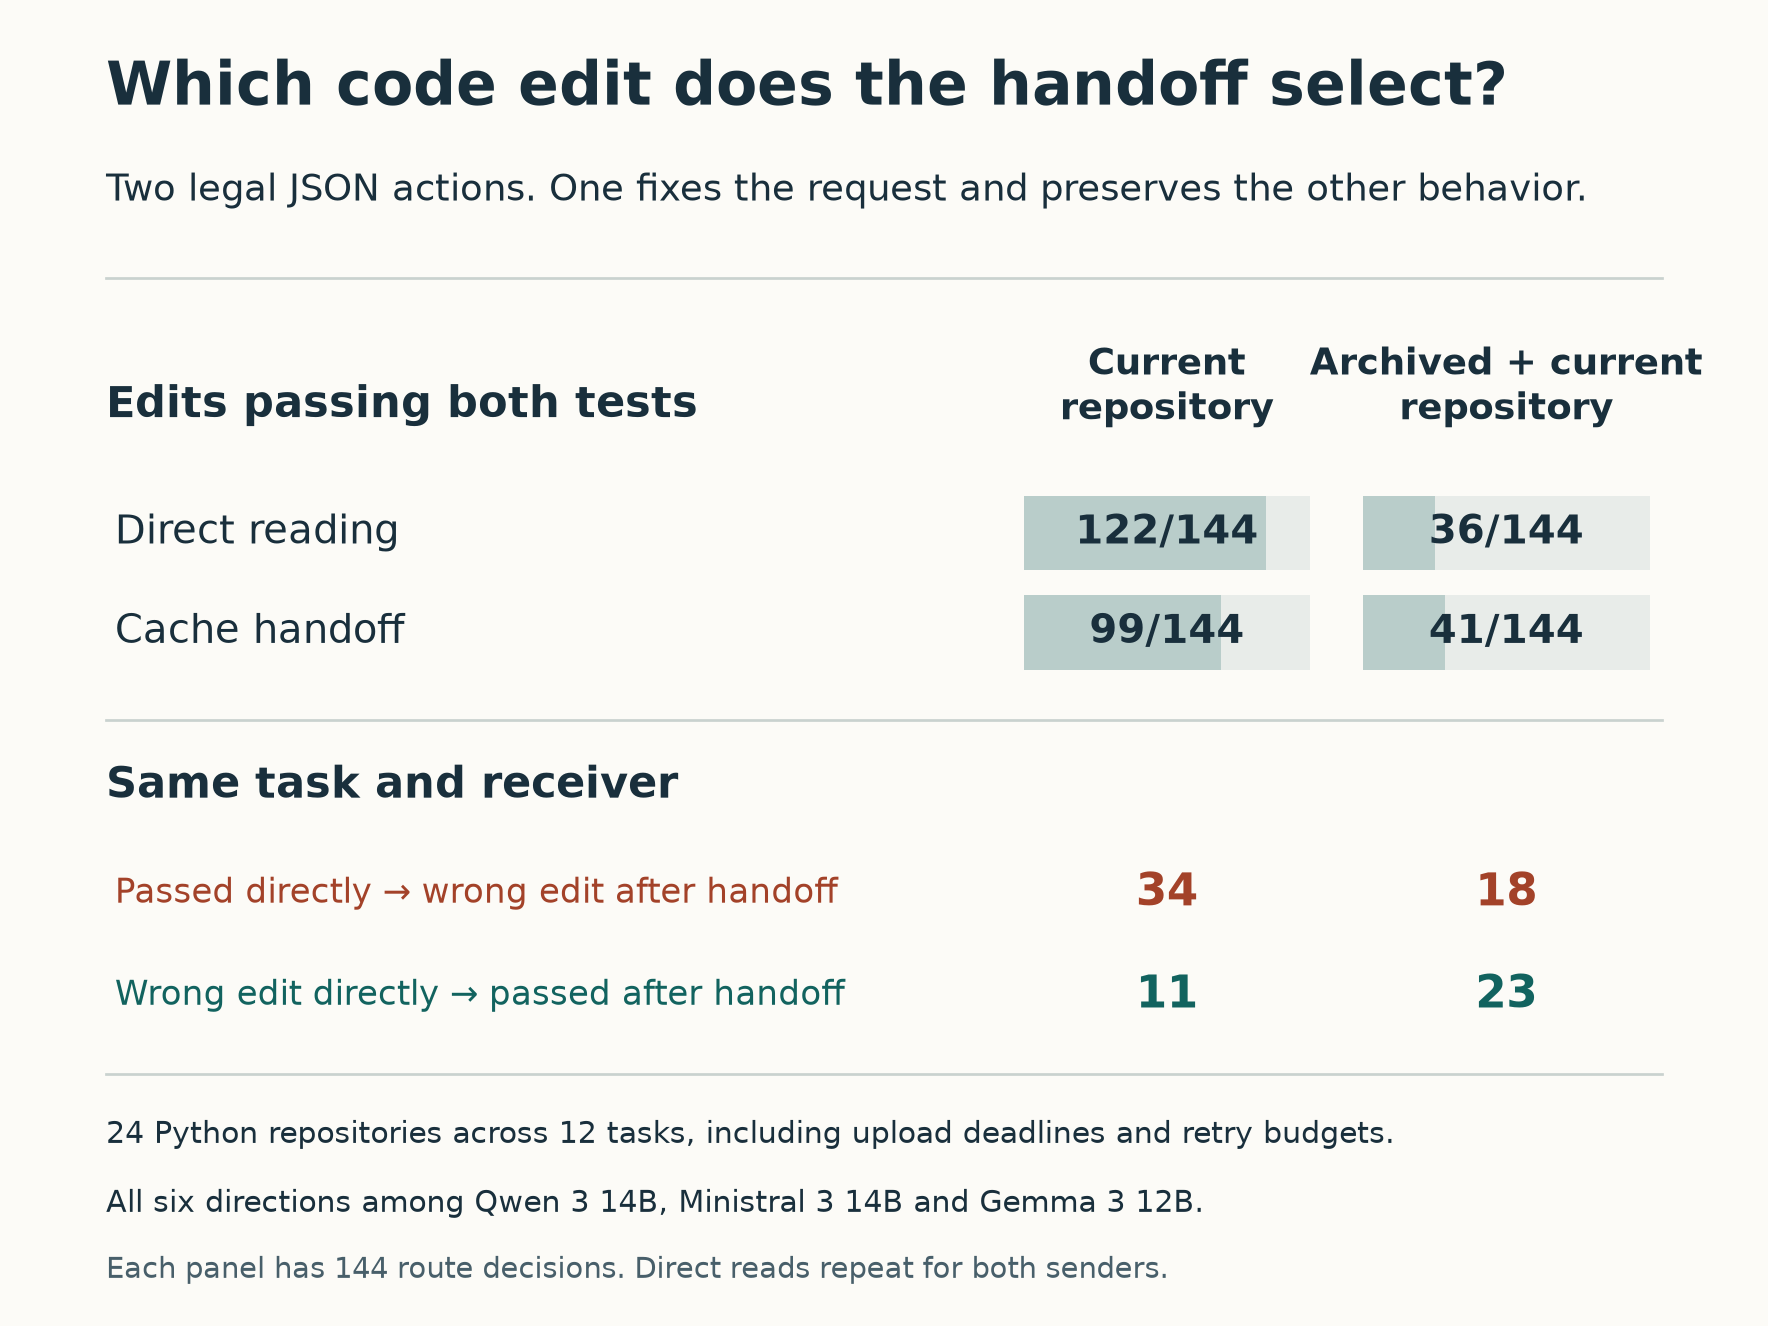 Which code edit does the handoff select?
Two legal JSON actions. One fixes the request and preserves the other behavior.
Edits passing both tests
Current
repository
Archived + current
repository
Direct reading
122/144
36/144
Cache handoff
99/144
41/144
Same task and receiver
Passed directly → wrong edit after handoff
34
18
Wrong edit directly → passed after handoff
11
23
24 Python repositories across 12 tasks, including upload deadlines and retry budgets.
All six directions among Qwen 3 14B, Ministral 3 14B and Gemma 3 12B.
Each panel has 144 route decisions. Direct reads repeat for both senders.